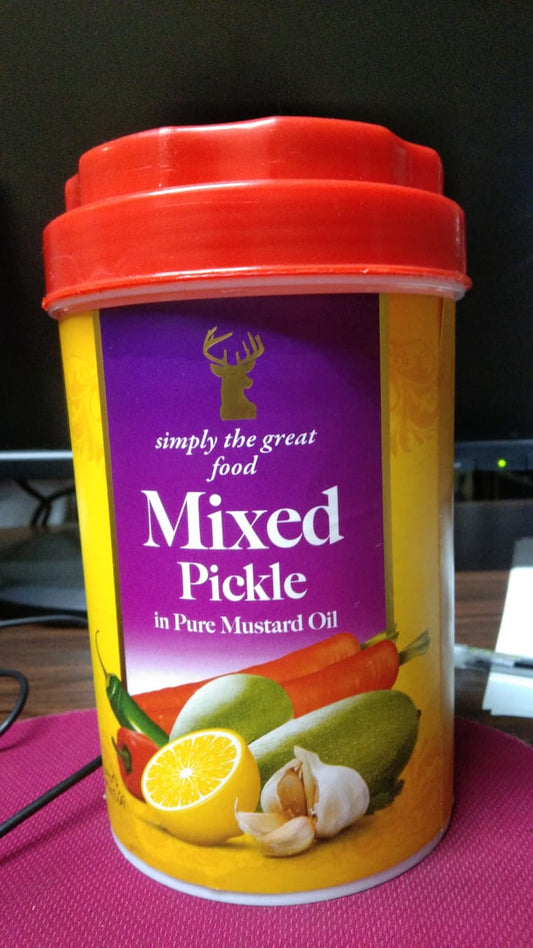 simply the great
food
Mixed
Pickle
in Pure Mustard Oil